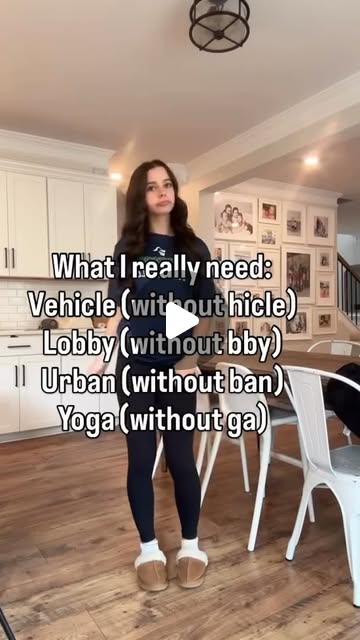 What I really need:
Vehicle (without hicle)
Lobby (without bby)
Urban (without ban)
Yoga (without ga)